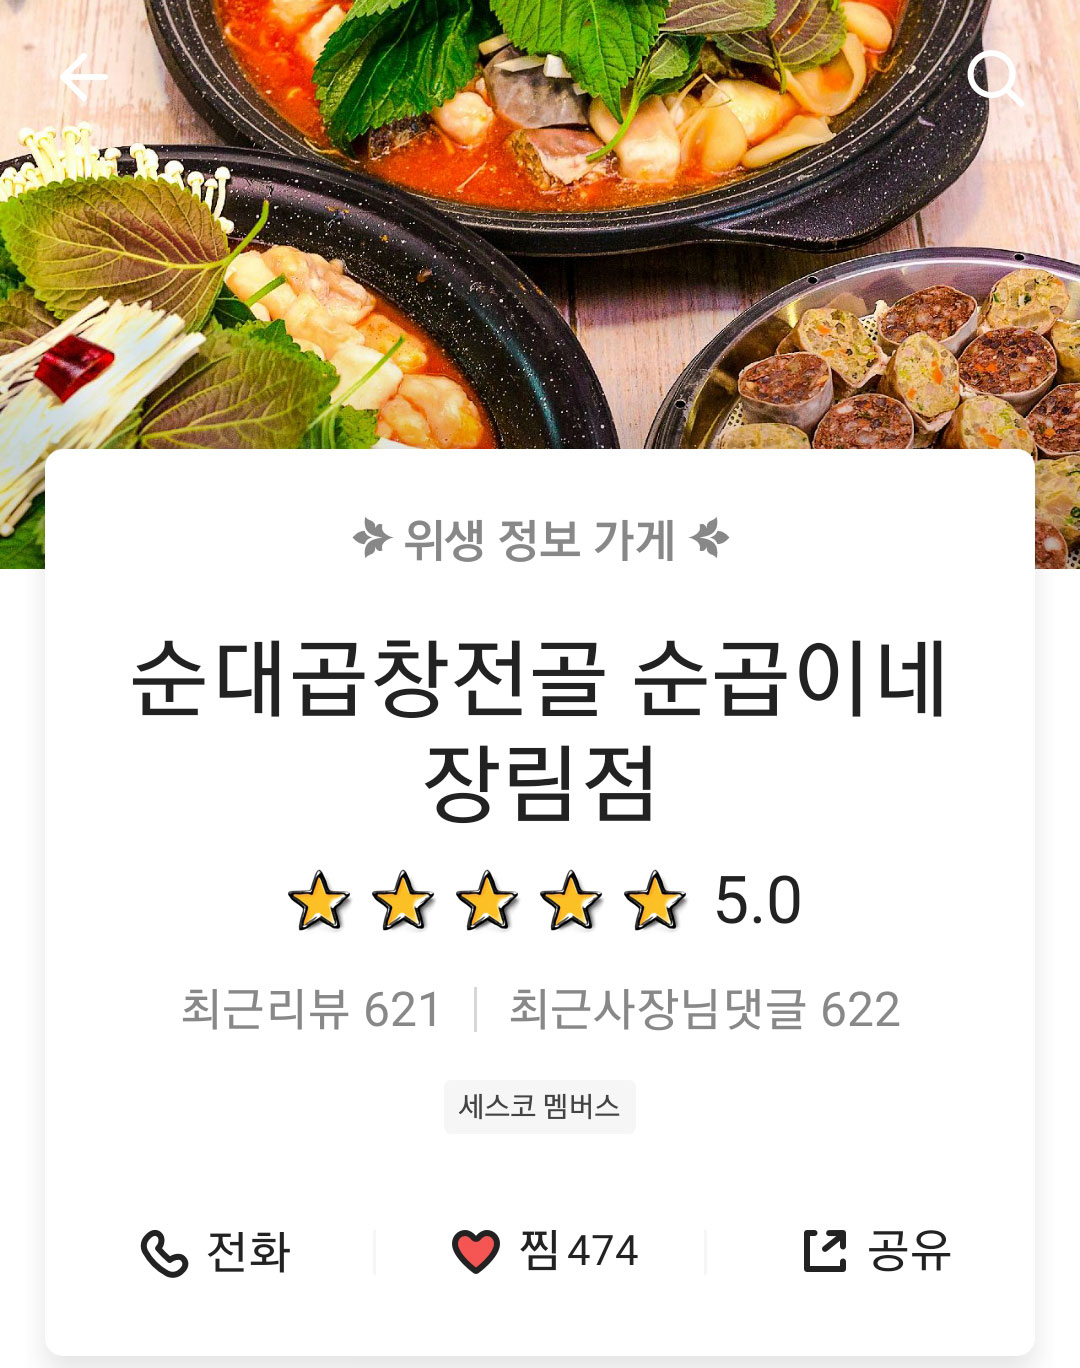 위생 정보 가게
순대곱창전골 순곱이네
장림점
5.0
최근리뷰 621 | 최근사장님댓글 622
세스코 멤버스
전화 찜 474 공유